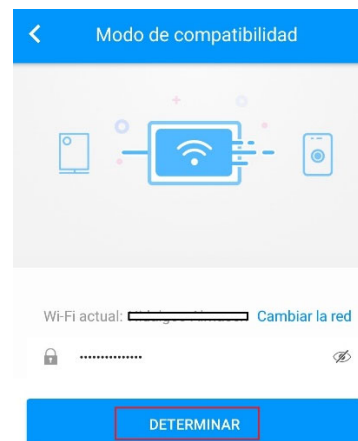 Modo de compatibilidad
Wi-Fi actual: Cambiar la red
•••••••••••••••
DETERMINAR